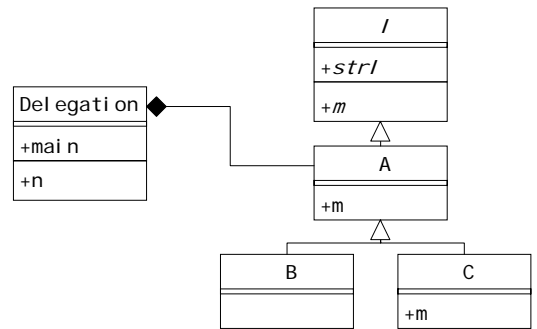 I
+strI
+m
Delegation
+main
+n
A
+m
B
C
+m